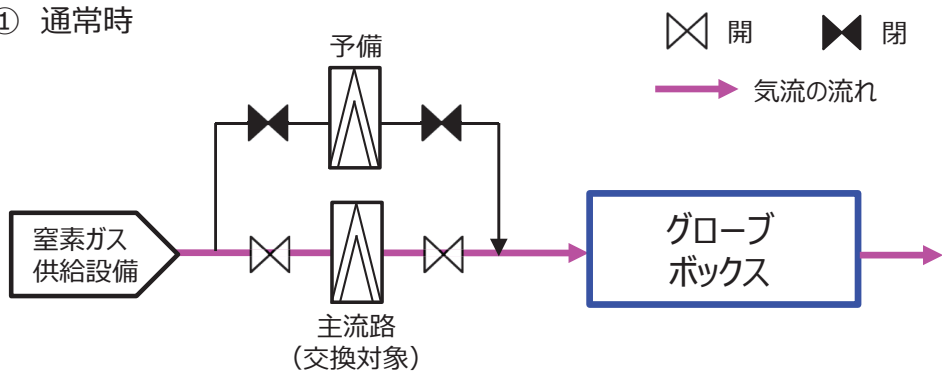 ① 通常時
開
閉
予備
気流の流れ
窒素ガス
供給設備
グローブ
ボックス
主流路
（交換対象）